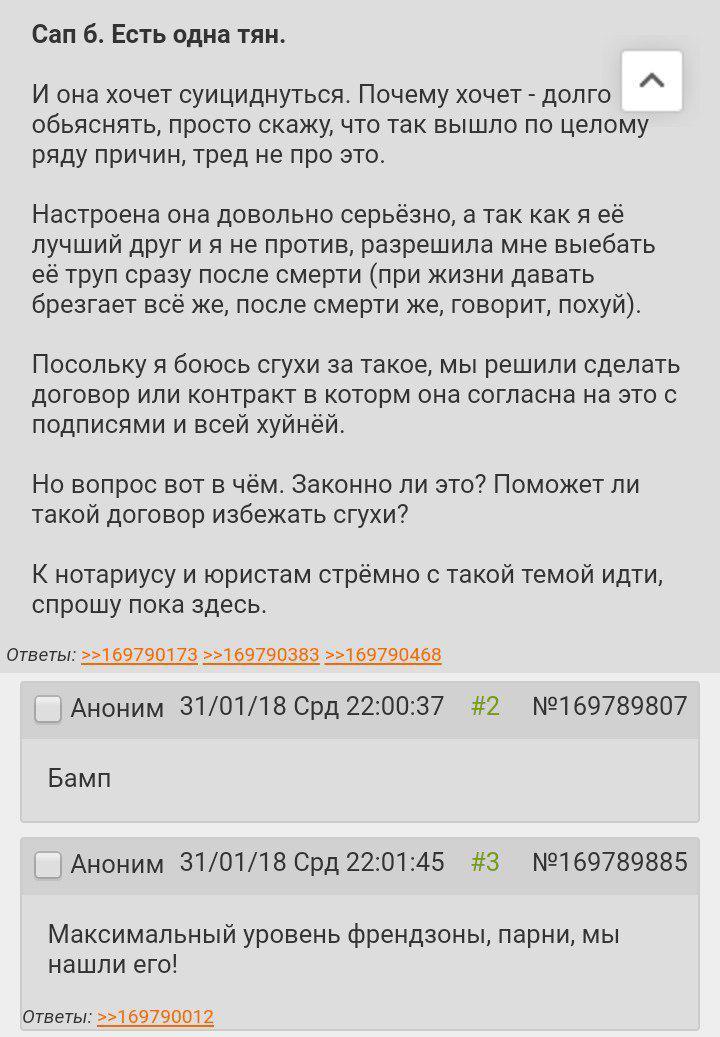 Сап б. Есть одна тян.
И она хочет суициднуться. Почему хочет - долго
обьяснять, просто скажу, что так вышло по целому
ряду причин, тред не про это.
Настроена она довольно серьёзно, а так как я её
лучший друг и я не против, разрешила мне выебать
её труп сразу после смерти (при жизни давать
брезгает всё же, после смерти же, говорит, похуй).
Посольку я боюсь сгухи за такое, мы решили сделать
договор или контракт в которм она согласна на это с
подписями и всей хуйнёй.
Но вопрос вот в чём. Законно ли это? Поможет ли
такой договор избежать сгухи?
К нотариусу и юристам стрёмно с такой темой идти,
спрошу пока здесь.
Ответы: >>169790173 >>169790383 >>169790468
Аноним 31/01/18 Срд 22:00:37 #2 №169789807
Бамп
Аноним 31/01/18 Срд 22:01:45 #3 №169789885
Максимальный уровень френдзоны, парни, мы
нашли его!
Ответы: >>169790012